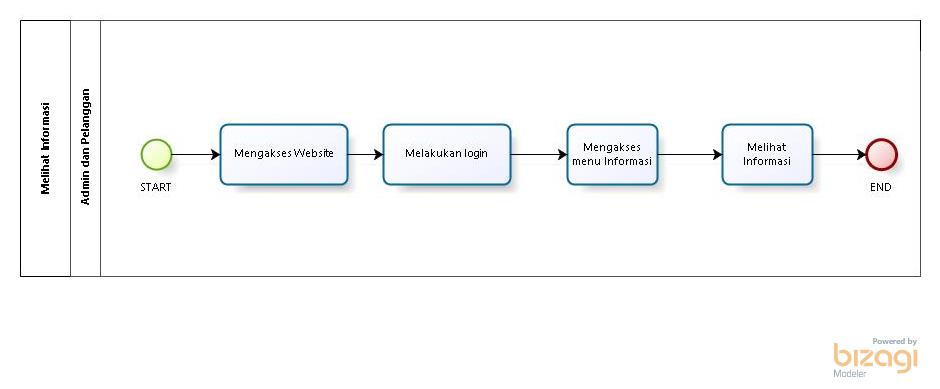 Melihat Informasi
Admin dan Pelanggan
START
Mengakses Website
Melakukan login
Mengakses
menu Informasi
Melihat
Informasi
END
Powered by
bizagi
Modeler